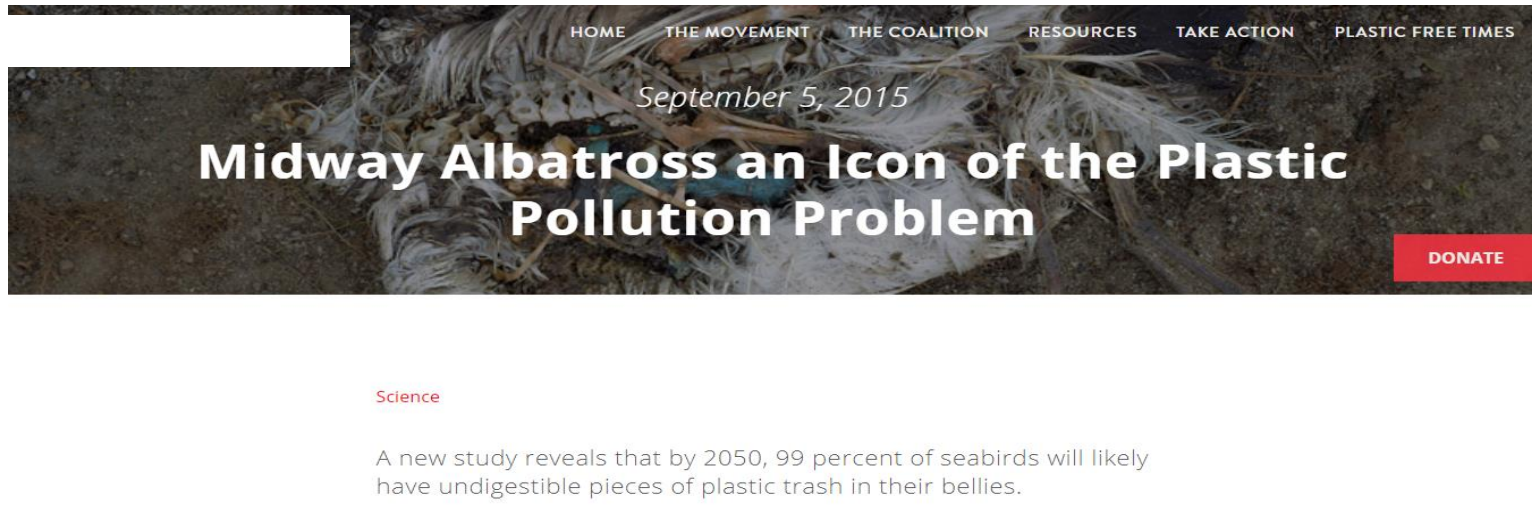 HOME THE MOVEMENT THE COALITION RESOURCES TAKE ACTION PLASTIC FREE TIMES
September 5, 2015
Midway Albatross an Icon of the Plastic
Pollution Problem
DONATE
Science
A new study reveals that by 2050, 99 percent of seabirds will likely
have undigestible pieces of plastic trash in their bellies.